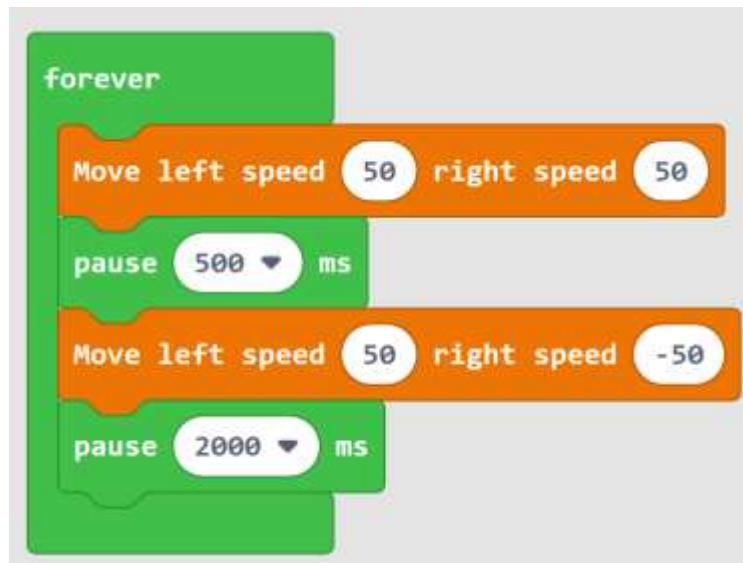 forever
Move left speed 50 right speed 50
pause 500 ms
Move left speed 50 right speed -50
pause 2000 ms